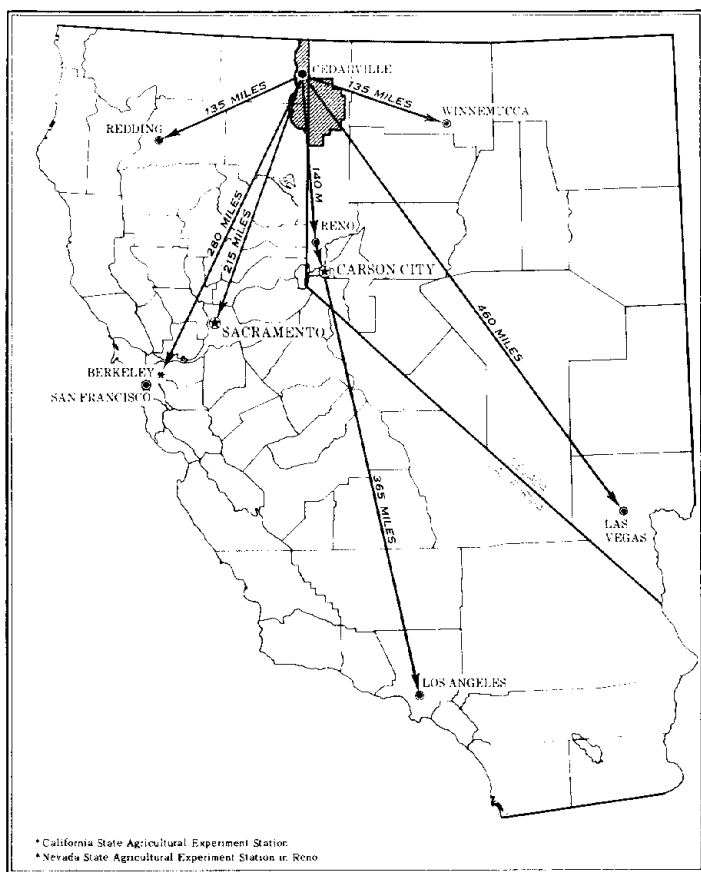 CEDARVILLE
135 MILES
135 MILES
WINNEMUCCA
REDDING
140 M
280 MILES
215 MILES
RENO
CARSON CITY
460 MILES
SACRAMENTO
BERKELEY
SAN FRANCISCO
365 MILES
LAS
VEGAS
LOS ANGELES
* California State Agricultural Experiment Station
* Nevada State Agricultural Experiment Station in Reno